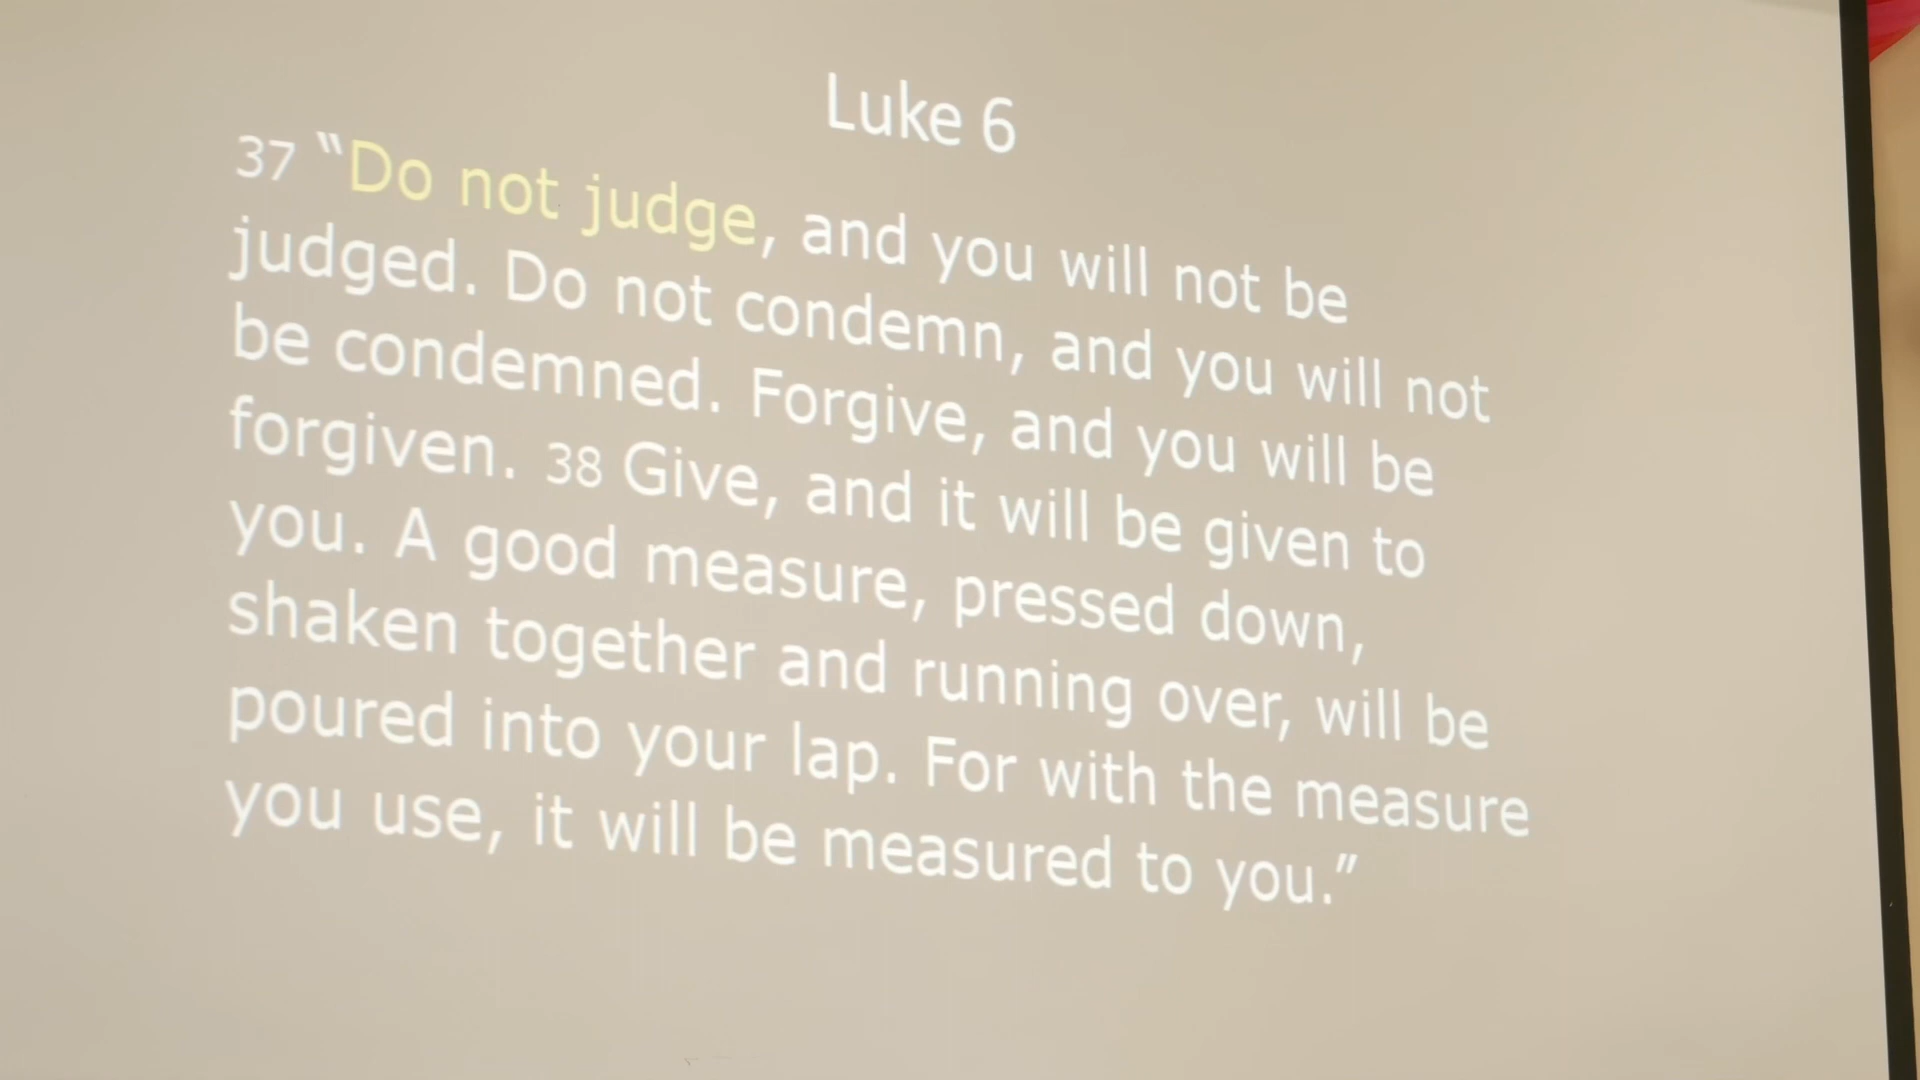 Luke 6
37 “Do not judge, and you will not be
judged. Do not condemn, and you will not
be condemned. Forgive, and you will be
forgiven. 38 Give, and it will be given to
you. A good measure, pressed down,
shaken together and running over, will be
poured into your lap. For with the measure
you use, it will be measured to you.”